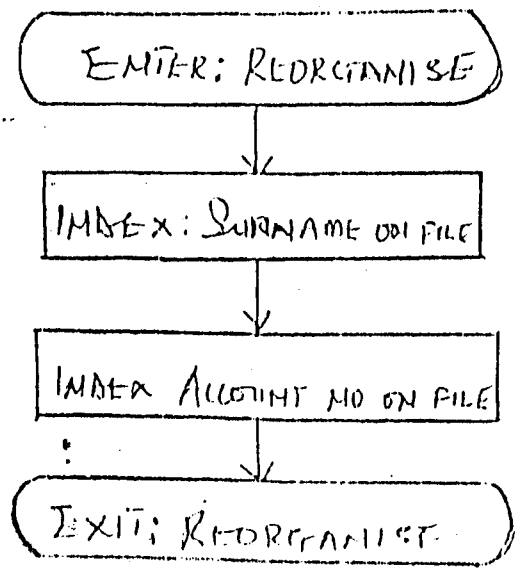 ENTER: REORGANISE
INDEX: SURNAME ON FILE
INDEX ACCOUNT NO ON FILE
EXIT: REORGANISE